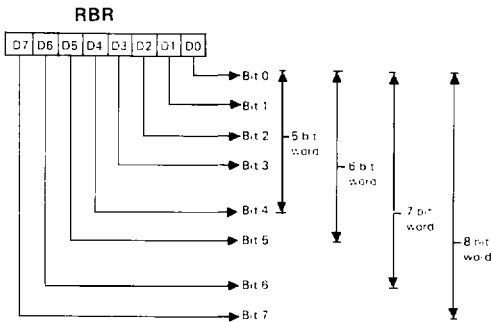 RBR
D7 D6 D5 D4 D3 D2 D1 D0
Bit 0
Bit 1
Bit 2
5 bit
word
Bit 3
6 bit
word
Bit 4
7 bit
word
Bit 5
8 bit
word
Bit 6
Bit 7